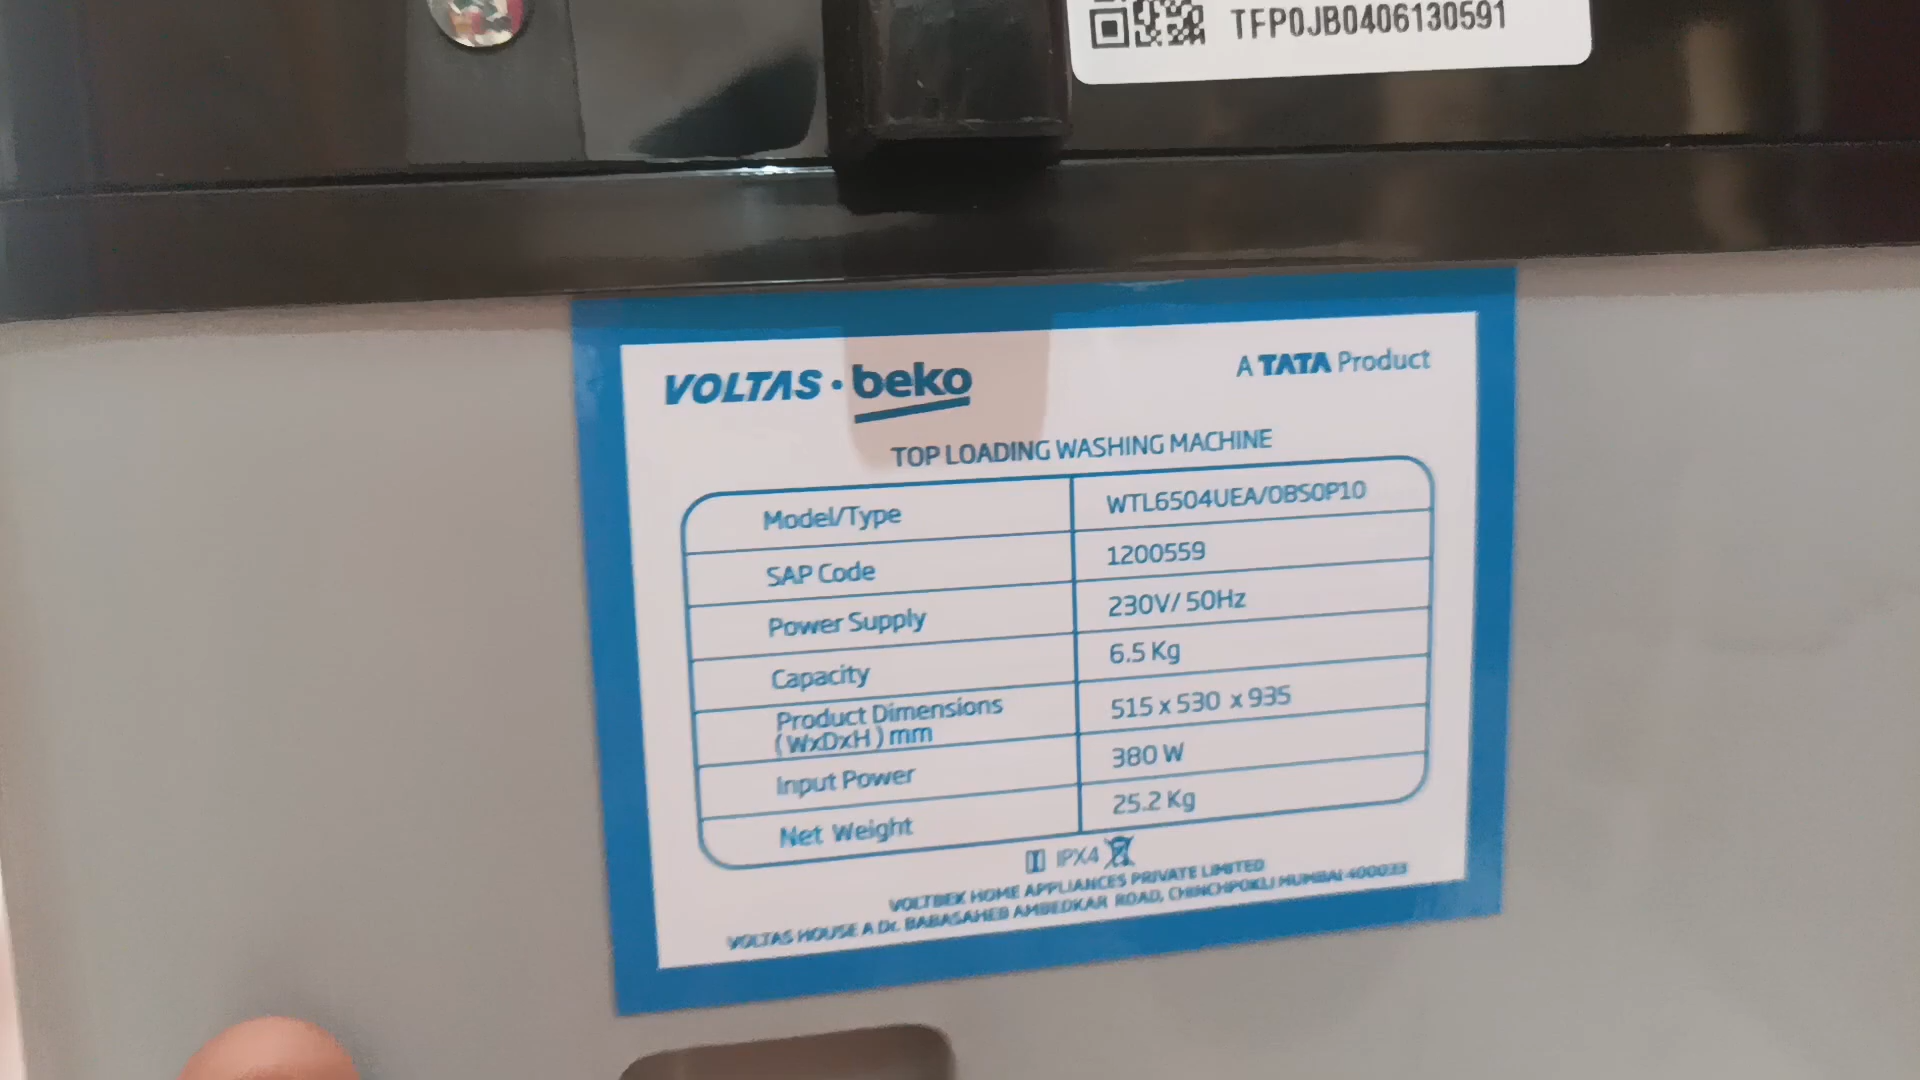 TFP0JB0406130591
VOLTAS · beko
A TATA Product
TOP LOADING WASHING MACHINE
Model/Type WTL6504UEA/OBS0P10
SAP Code 1200559
Power Supply 230V/ 50Hz
Capacity 6.5 Kg
Product Dimensions
(WxDxH) mm 515 x 530 x 935
Input Power 380 W
Net Weight 25.2 Kg
IPX4
VOLTBEK HOME APPLIANCES PRIVATE LIMITED
VOLTAS HOUSE A Dr. BABASAHEB AMBEDKAR ROAD, CHINCHPOKLI MUMBAI-400033